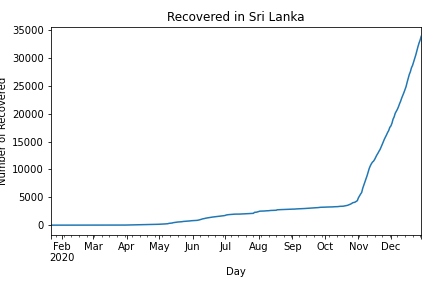 Recovered in Sri Lanka
35000
30000
25000
20000
15000
10000
5000
0
Number of Recovered
Feb Mar Apr May Jun Jul Aug Sep Oct Nov Dec
2020
Day